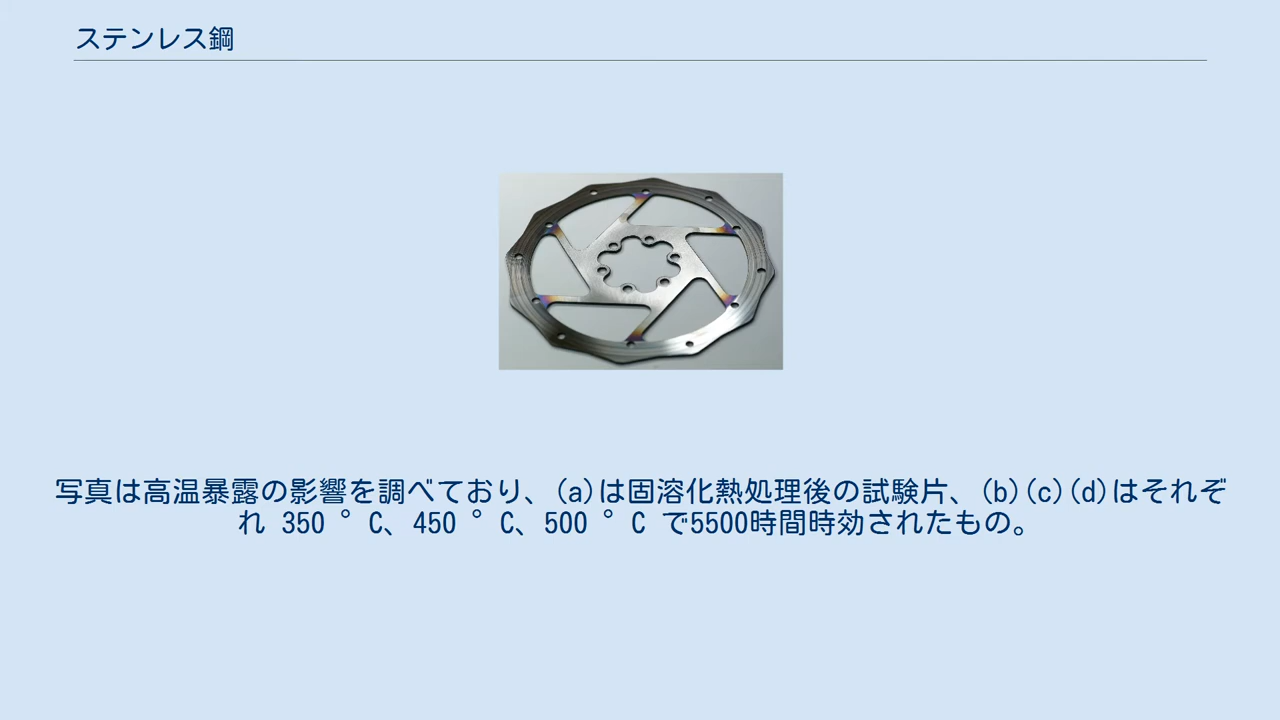 ステンレス鋼
写真は高温暴露の影響を調べており、(a)は固溶化熱処理後の試験片、(b)(c)(d)はそれぞ
れ 350 ° C、450 ° C、500 ° C で5500時間時効されたもの。